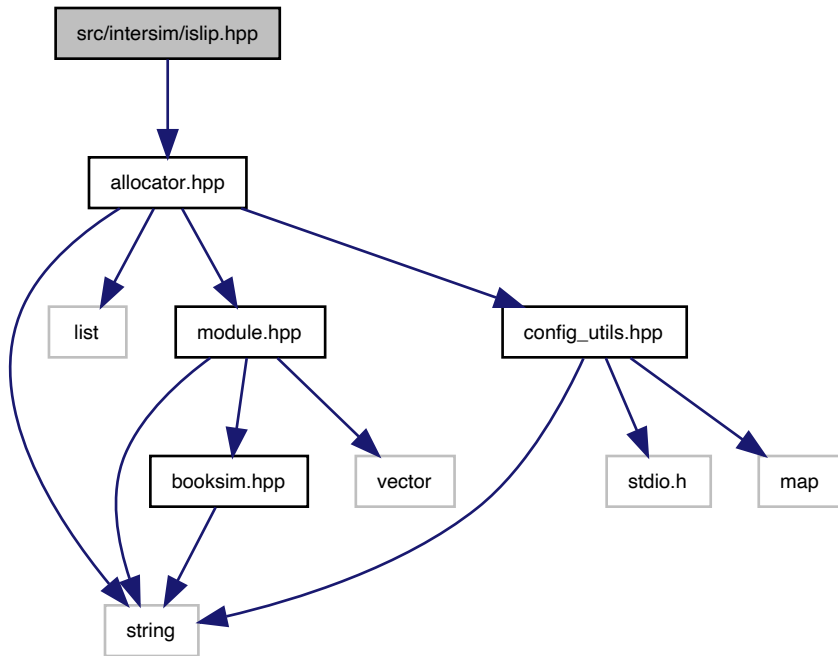 src/intersim/islip.hpp
allocator.hpp
list
module.hpp
config_utils.hpp
booksim.hpp
vector
stdio.h
map
string